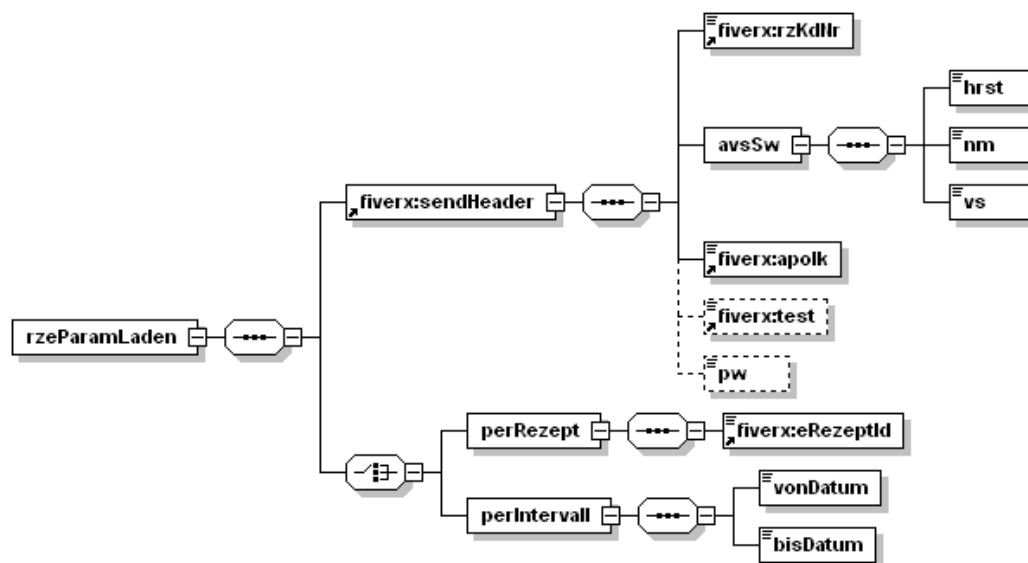 fiverx:rzKdNr
hrst
avsSw
nm
fiverx:sendHeader
vs
fiverx:apoIk
fiverx:test
rzeParamLaden
pw
perRezept
fiverx:eRezeptId
vonDatum
perIntervall
bisDatum